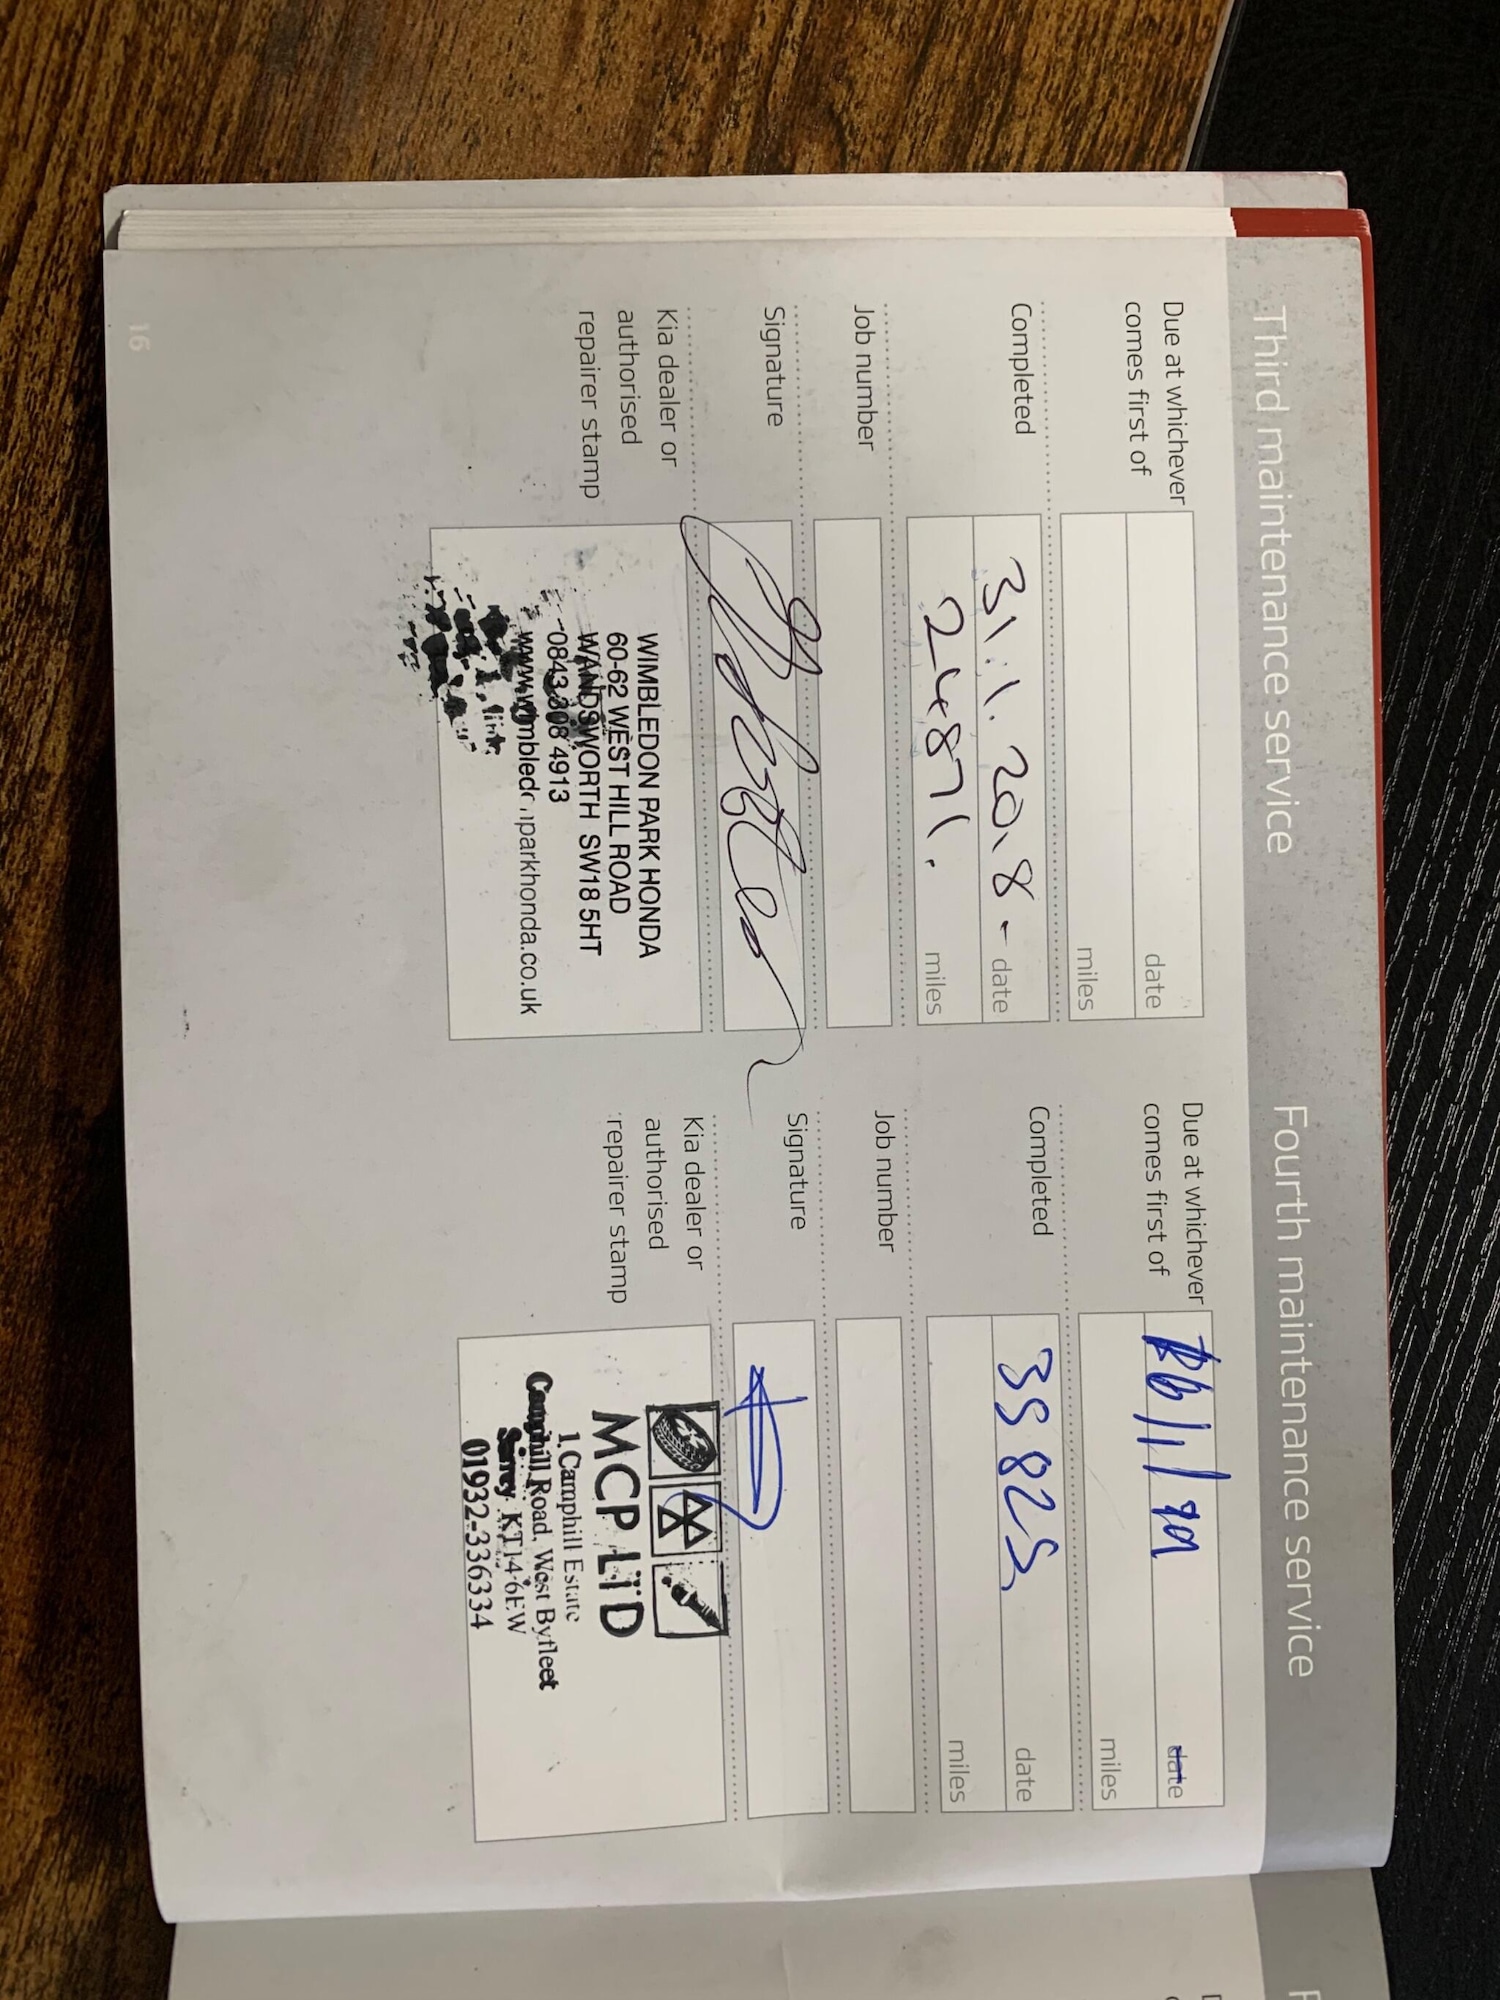 Third maintenance service
Due at whichever
comes first of
date
miles
Completed
31.1.2018- date
24871. miles
Job number
Signature
Kia dealer or
authorised
repairer stamp
WIMBLEDON PARK HONDA
60-62 WEST HILL ROAD
WANDSWORTH SW18 5HT
0843 308 4913
www.wimbledonparkhonda.co.uk
16
Fourth maintenance service
Due at whichever
comes first of
date
miles
Completed
date
miles
Job number
Signature
Kia dealer or
authorised
repairer stamp
MCP LTD
1 Camphill Estate
Camphill Road, West Byfleet
Surrey KT14 6EW
01932-336334